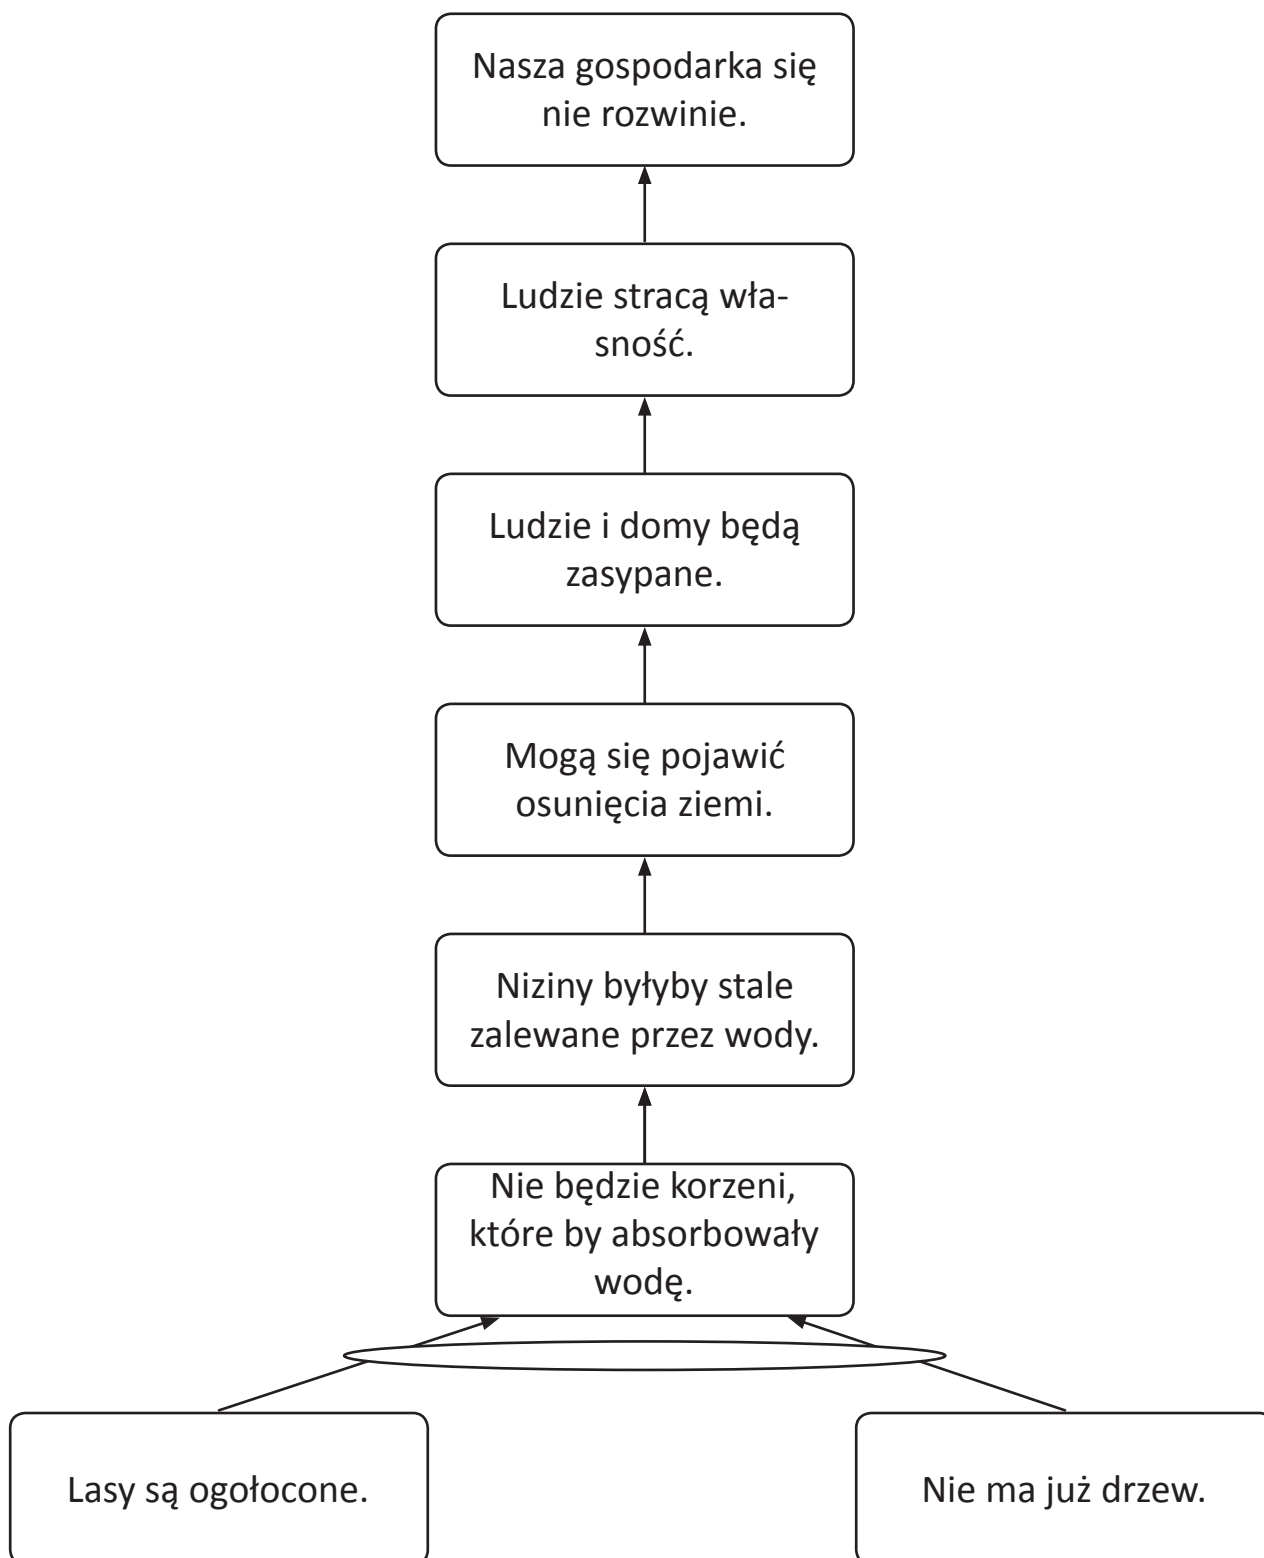 Nasza gospodarka się
nie rozwinie.
Ludzie stracą wła-
sność.
Ludzie i domy będą
zasypane.
Mogą się pojawić
osunięcia ziemi.
Niziny byłyby stale
zalewane przez wody.
Nie będzie korzeni,
które by absorbowały
wodę.
Lasy są ogołocone.
Nie ma już drzew.